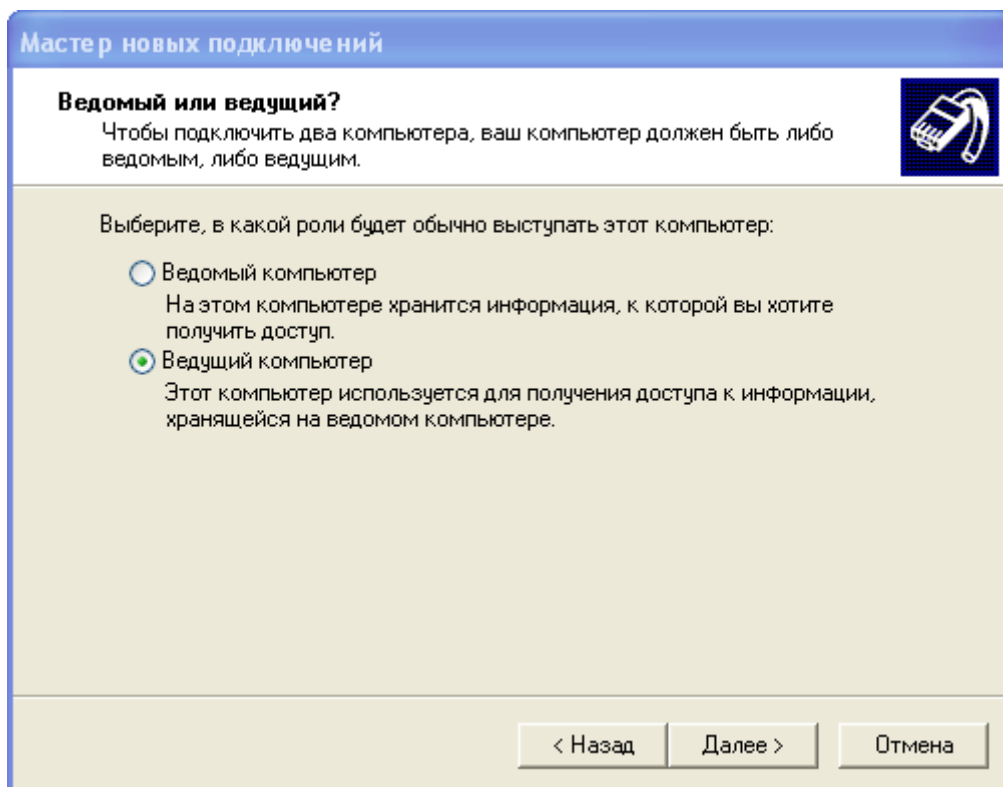 Мастер новых подключений
Ведомый или ведущий?
Чтобы подключить два компьютера, ваш компьютер должен быть либо
ведомым, либо ведущим.
Выберите, в какой роли будет обычно выступать этот компьютер:
Ведомый компьютер
На этом компьютере хранится информация, к которой вы хотите
получить доступ.
Ведущий компьютер
Этот компьютер используется для получения доступа к информации,
хранящейся на ведомом компьютере.
< Назад Далее > Отмена